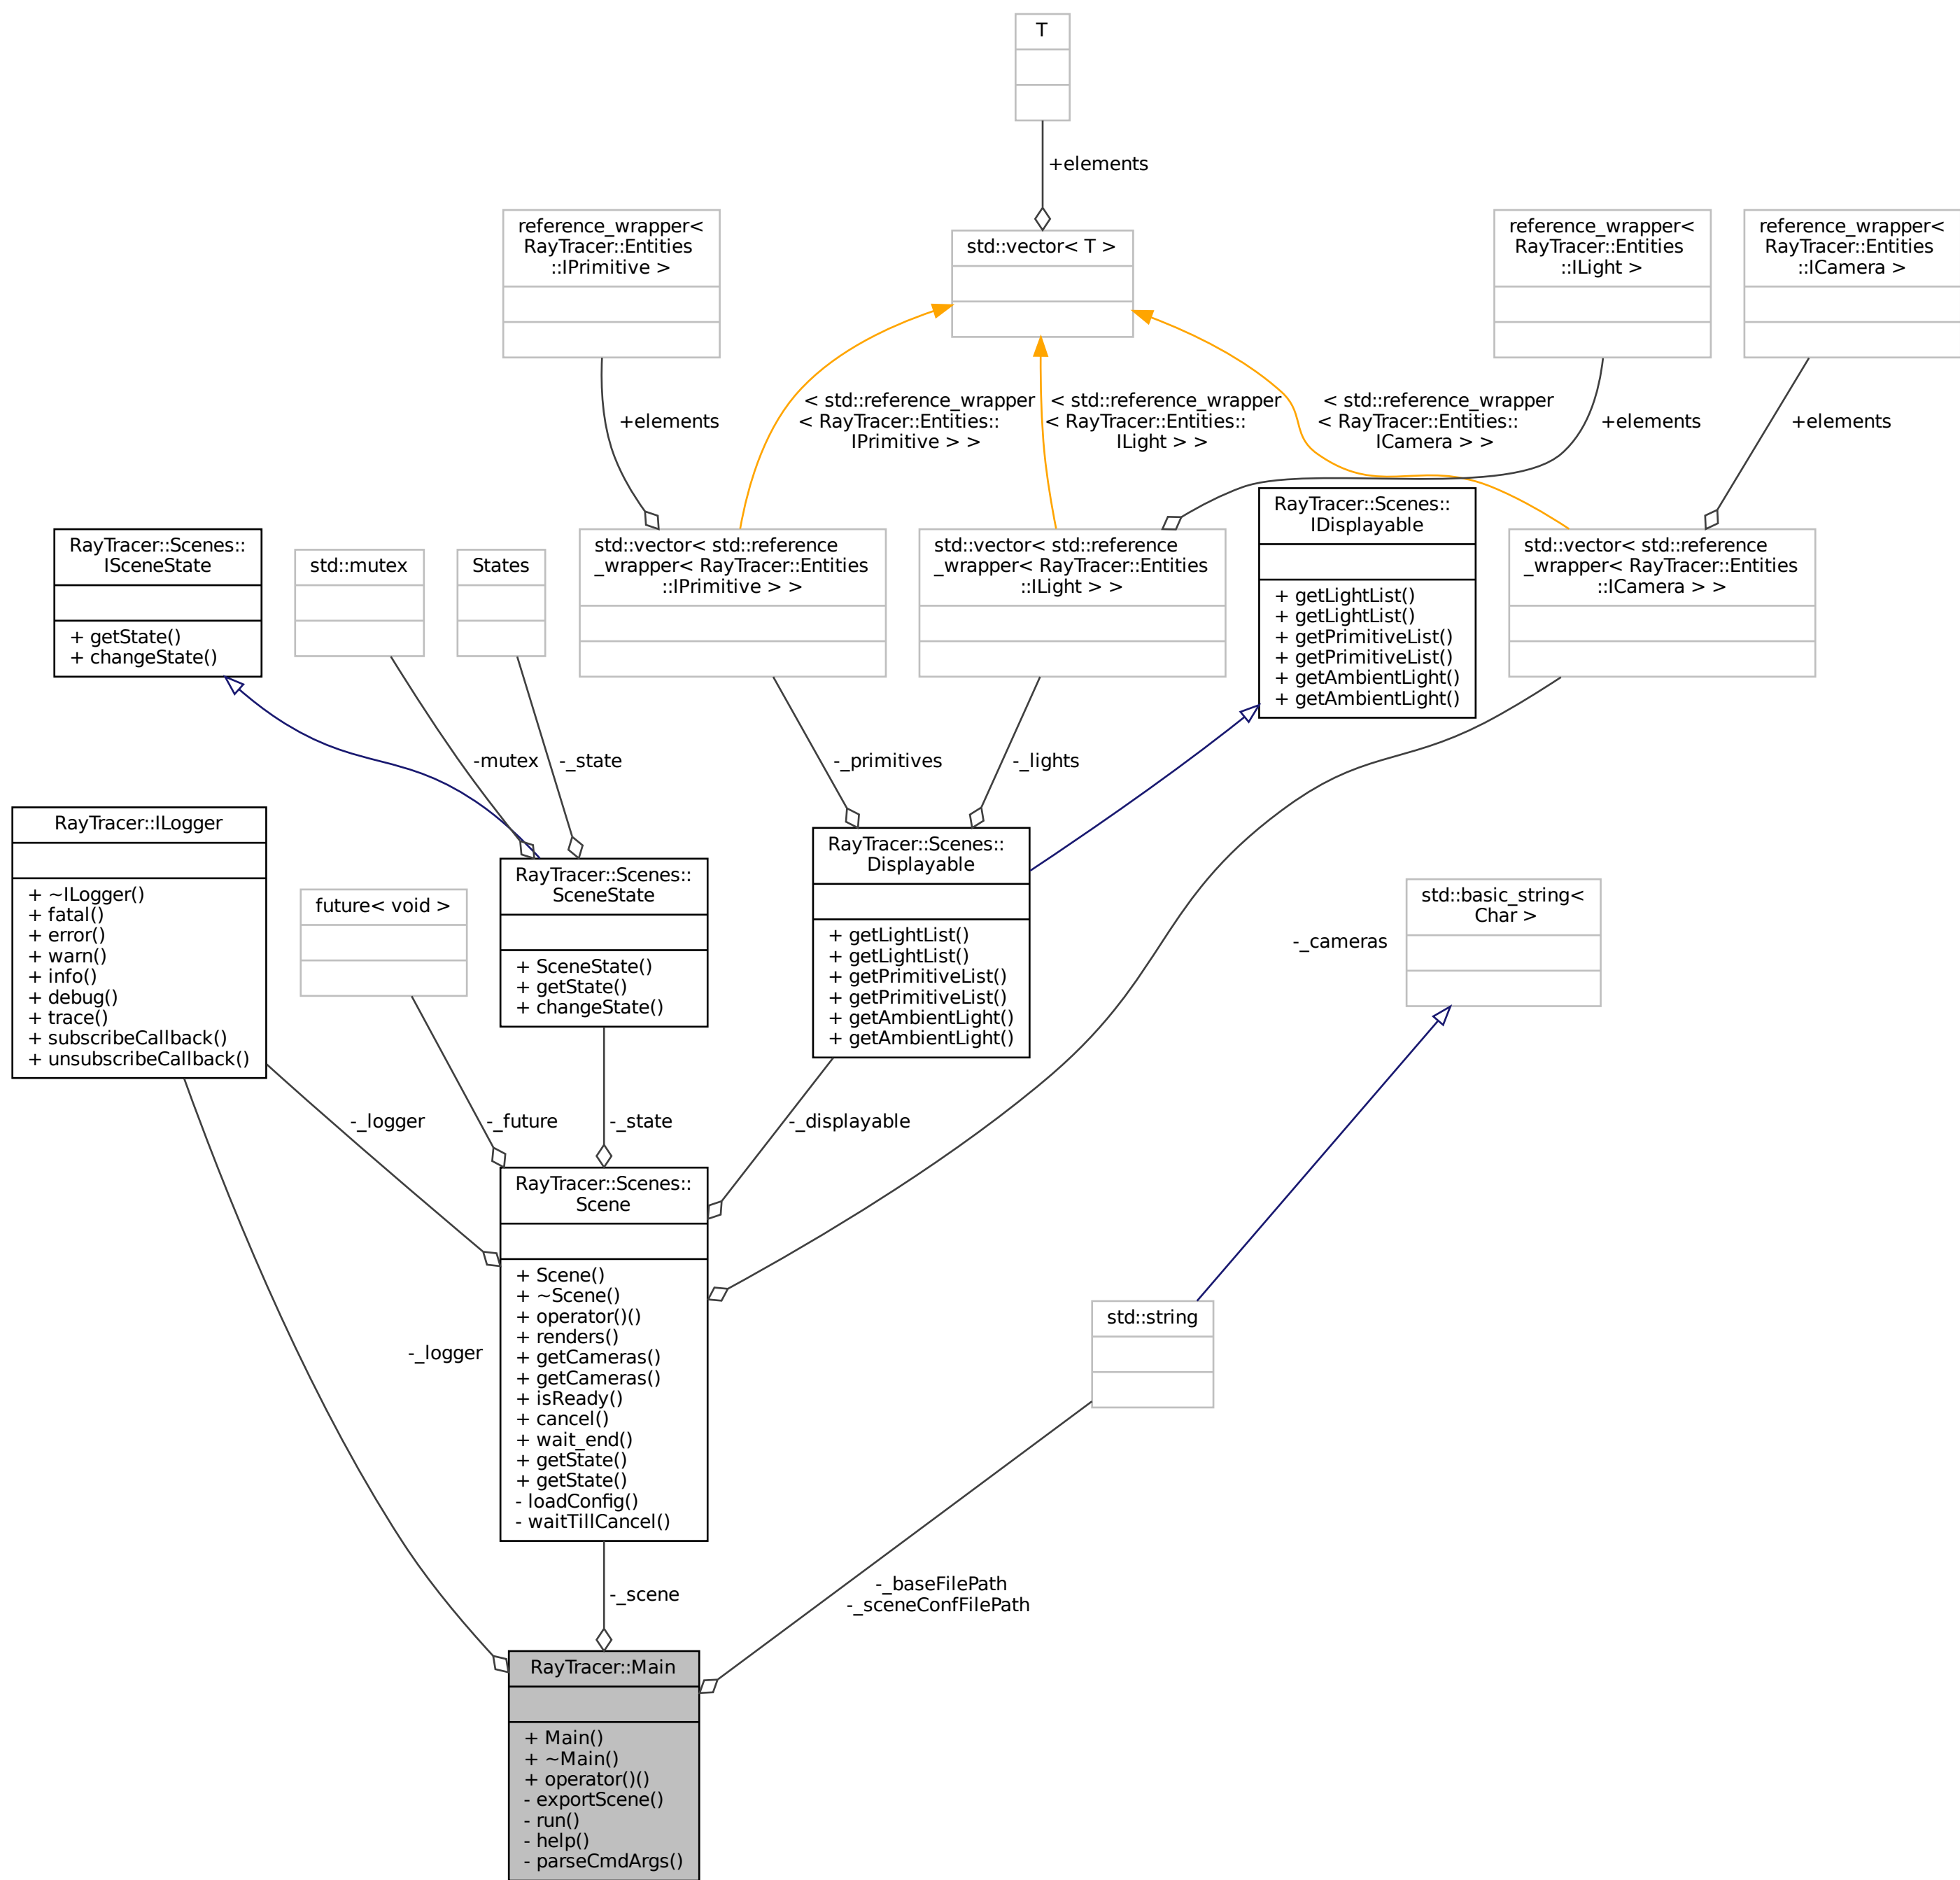 T
+elements
reference_wrapper<
RayTracer::Entities
::IPrimitive >
std::vector< T >
reference_wrapper<
RayTracer::Entities
::ILight >
reference_wrapper<
RayTracer::Entities
::ICamera >
+elements
< std::reference_wrapper
< RayTracer::Entities::
IPrimitive > >
< std::reference_wrapper
< RayTracer::Entities::
ILight > >
< std::reference_wrapper
< RayTracer::Entities::
ICamera > >
+elements
+elements
RayTracer::Scenes::
ISceneState
+ getState()
+ changeState()
std::mutex
States
std::vector< std::reference
_wrapper< RayTracer::Entities
::IPrimitive > >
std::vector< std::reference
_wrapper< RayTracer::Entities
::ILight > >
RayTracer::Scenes::
IDisplayable
+ getLightList()
+ getLightList()
+ getPrimitiveList()
+ getPrimitiveList()
+ getAmbientLight()
+ getAmbientLight()
std::vector< std::reference
_wrapper< RayTracer::Entities
::ICamera > >
-mutex
-_state
-_primitives
-_lights
RayTracer::ILogger
+ ~ILogger()
+ fatal()
+ error()
+ warn()
+ info()
+ debug()
+ trace()
+ subscribeCallback()
+ unsubscribeCallback()
future< void >
RayTracer::Scenes::
SceneState
+ SceneState()
+ getState()
+ changeState()
RayTracer::Scenes::
Displayable
+ getLightList()
+ getLightList()
+ getPrimitiveList()
+ getPrimitiveList()
+ getAmbientLight()
+ getAmbientLight()
-_cameras
std::basic_string<
Char >
-_logger
-_future
-_state
-_displayable
RayTracer::Scenes::
Scene
+ Scene()
+ ~Scene()
+ operator()()
+ renders()
+ getCameras()
+ getCameras()
+ isReady()
+ cancel()
+ wait_end()
+ getState()
+ getState()
- loadConfig()
- waitTillCancel()
-_logger
std::string
-_scene
-_baseFilePath
-_sceneConfFilePath
RayTracer::Main
+ Main()
+ ~Main()
+ operator()()
- exportScene()
- run()
- help()
- parseCmdArgs()